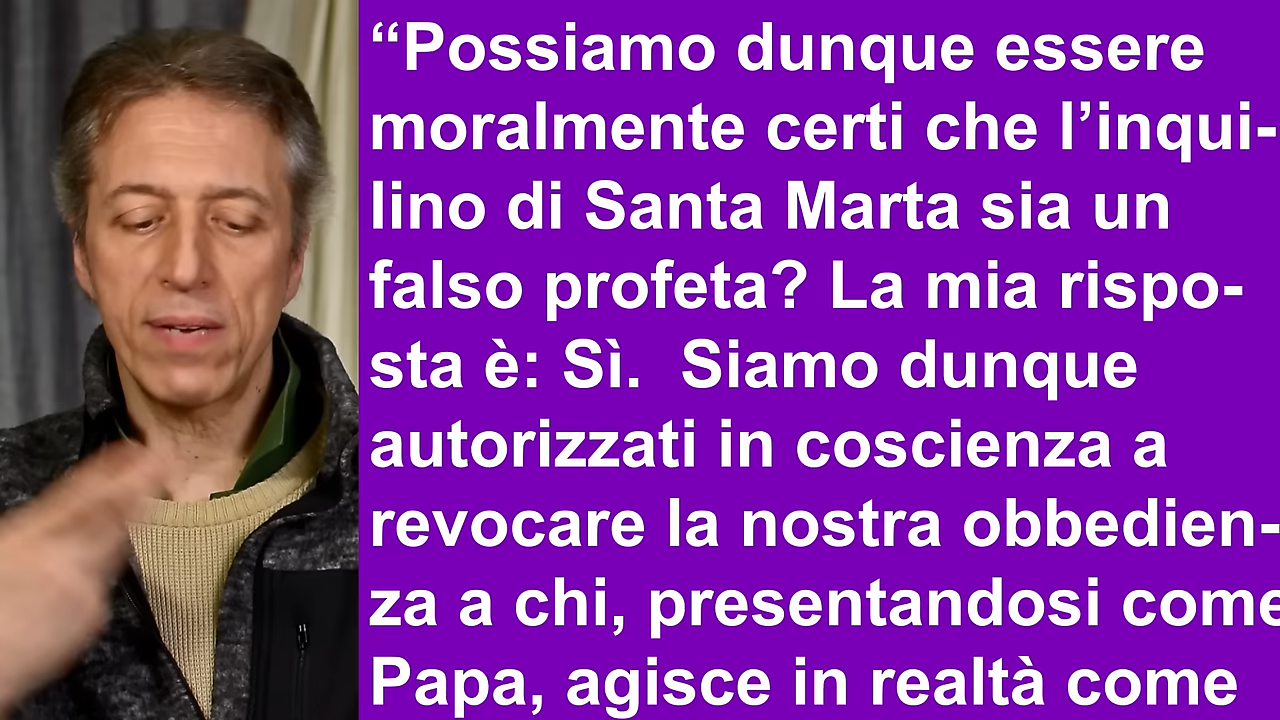 “Possiamo dunque essere
moralmente certi che l’inqui-
lino di Santa Marta sia un
falso profeta? La mia rispo-
sta è: Sì.  Siamo dunque
autorizzati in coscienza a
revocare la nostra obbedien-
za a chi, presentandosi come
Papa, agisce in realtà come